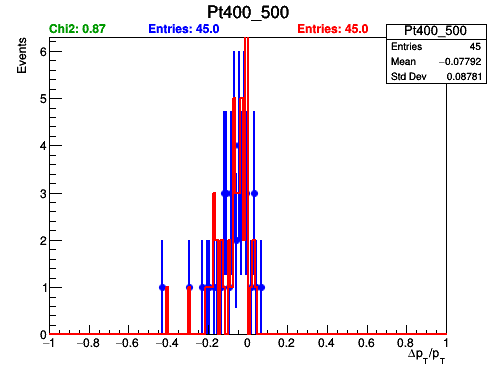 Pt400_500
Chi2: 0.87 Entries: 45.0 Entries: 45.0
Pt400_500
Entries 45
Mean −0.07792
Std Dev 0.08781
Events
6
5
4
3
2
1
0
−1 −0.8 −0.6 −0.4 −0.2 0 0.2 0.4 0.6 0.8 1
Δp_T/p_T